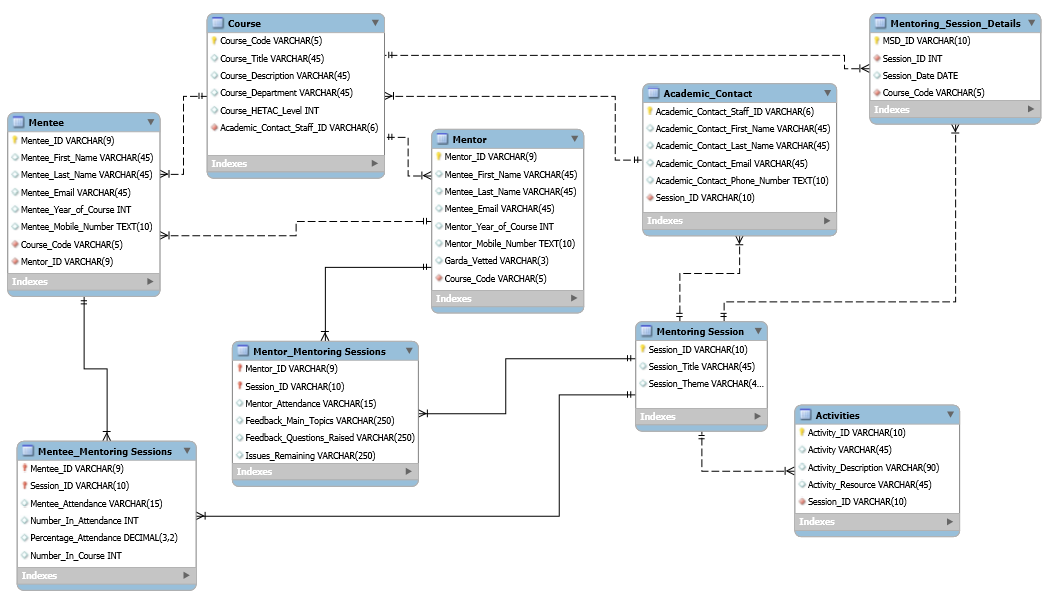 Course
Course_Code VARCHAR(5)
Course_Title VARCHAR(45)
Course_Description VARCHAR(45)
Course_Department VARCHAR(45)
Course_HETAC_Level INT
Academic_Contact_Staff_ID VARCHAR(6)
Indexes
Mentoring_Session_Details
MSD_ID VARCHAR(10)
Session_ID INT
Session_Date DATE
Course_Code VARCHAR(5)
Indexes
Academic_Contact
Academic_Contact_Staff_ID VARCHAR(6)
Academic_Contact_First_Name VARCHAR(45)
Academic_Contact_Last_Name VARCHAR(45)
Academic_Contact_Email VARCHAR(45)
Academic_Contact_Phone_Number TEXT(10)
Session_ID VARCHAR(10)
Indexes
Mentee
Mentee_ID VARCHAR(9)
Mentee_First_Name VARCHAR(45)
Mentee_Last_Name VARCHAR(45)
Mentee_Email VARCHAR(45)
Mentee_Year_of_Course INT
Mentee_Mobile_Number TEXT(10)
Course_Code VARCHAR(5)
Mentor_ID VARCHAR(9)
Indexes
Mentor
Mentor_ID VARCHAR(9)
Mentee_First_Name VARCHAR(45)
Mentee_Last_Name VARCHAR(45)
Mentee_Email VARCHAR(45)
Mentor_Year_of_Course INT
Mentor_Mobile_Number TEXT(10)
Garda_Vetted VARCHAR(3)
Course_Code VARCHAR(5)
Indexes
Mentoring Session
Session_ID VARCHAR(10)
Session_Title VARCHAR(45)
Session_Theme VARCHAR(4...
Indexes
Mentor_Mentoring Sessions
Mentor_ID VARCHAR(9)
Session_ID VARCHAR(10)
Mentor_Attendance VARCHAR(15)
Feedback_Main_Topics VARCHAR(250)
Feedback_Questions_Raised VARCHAR(250)
Issues_Remaining VARCHAR(250)
Indexes
Activities
Activity_ID VARCHAR(10)
Activity VARCHAR(45)
Activity_Description VARCHAR(90)
Activity_Resource VARCHAR(45)
Session_ID VARCHAR(10)
Indexes
Mentee_Mentoring Sessions
Mentee_ID VARCHAR(9)
Session_ID VARCHAR(10)
Mentee_Attendance VARCHAR(15)
Number_In_Attendance INT
Percentage_Attendance DECIMAL(3,2)
Number_In_Course INT
Indexes